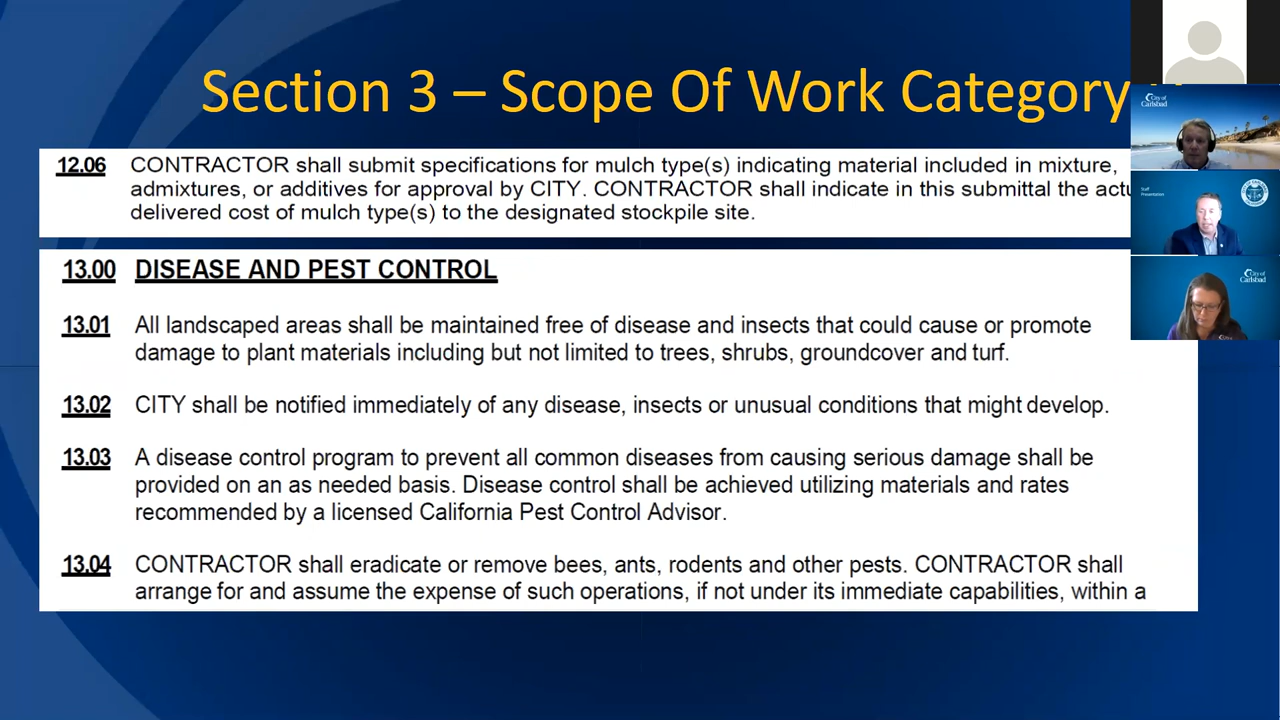 Section 3 – Scope Of Work Category
12.06 CONTRACTOR shall submit specifications for mulch type(s) indicating material included in mixture,
admixtures, or additives for approval by CITY. CONTRACTOR shall indicate in this submittal the
delivered cost of mulch type(s) to the designated stockpile site.
13.00 DISEASE AND PEST CONTROL
13.01 All landscaped areas shall be maintained free of disease and insects that could cause or promote
damage to plant materials including but not limited to trees, shrubs, groundcover and turf.
13.02 CITY shall be notified immediately of any disease, insects or unusual conditions that might develop.
13.03 A disease control program to prevent all common diseases from causing serious damage shall be
provided on an as needed basis. Disease control shall be achieved utilizing materials and rates
recommended by a licensed California Pest Control Advisor.
13.04 CONTRACTOR shall eradicate or remove bees, ants, rodents and other pests. CONTRACTOR shall
arrange for and assume the expense of such operations, if not under its immediate capabilities, within a
City of
Carlsbad
Staff
Presentation
City of
Carlsbad